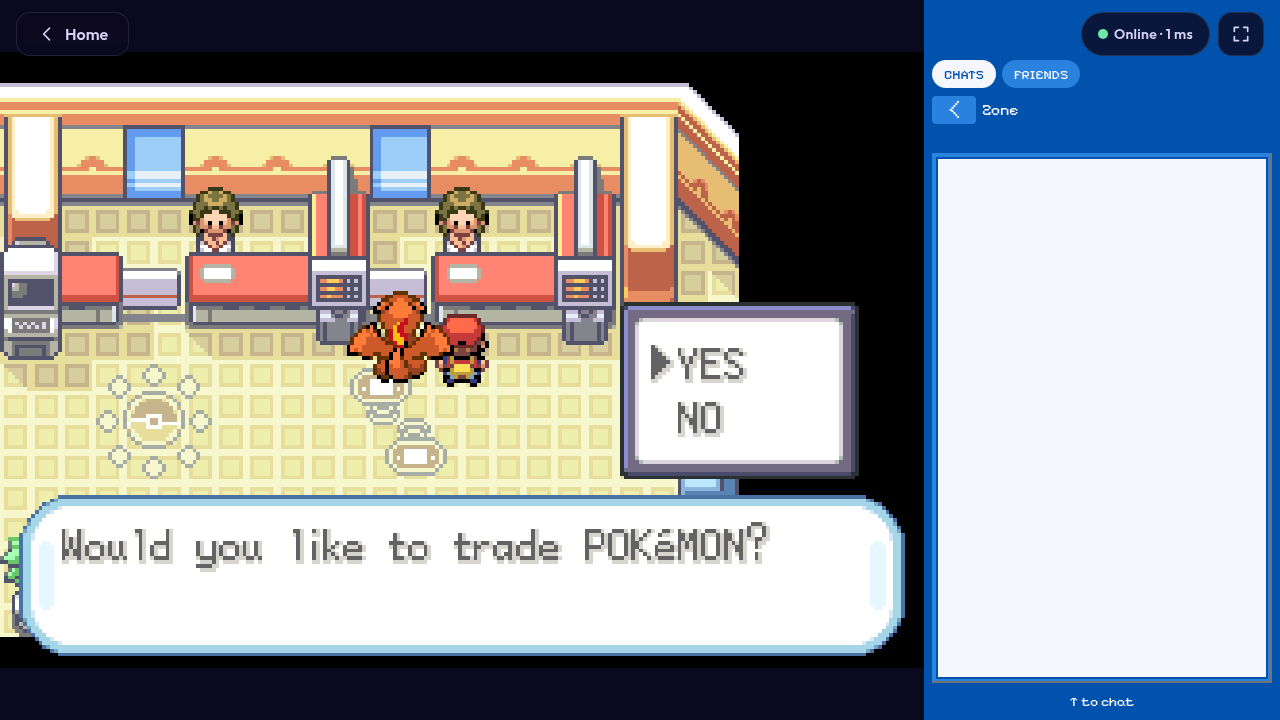 Home
Online · 1 ms
CHATS
FRIENDS
Zone
YES
NO
Would you like to trade POKéMON?
↑ to chat